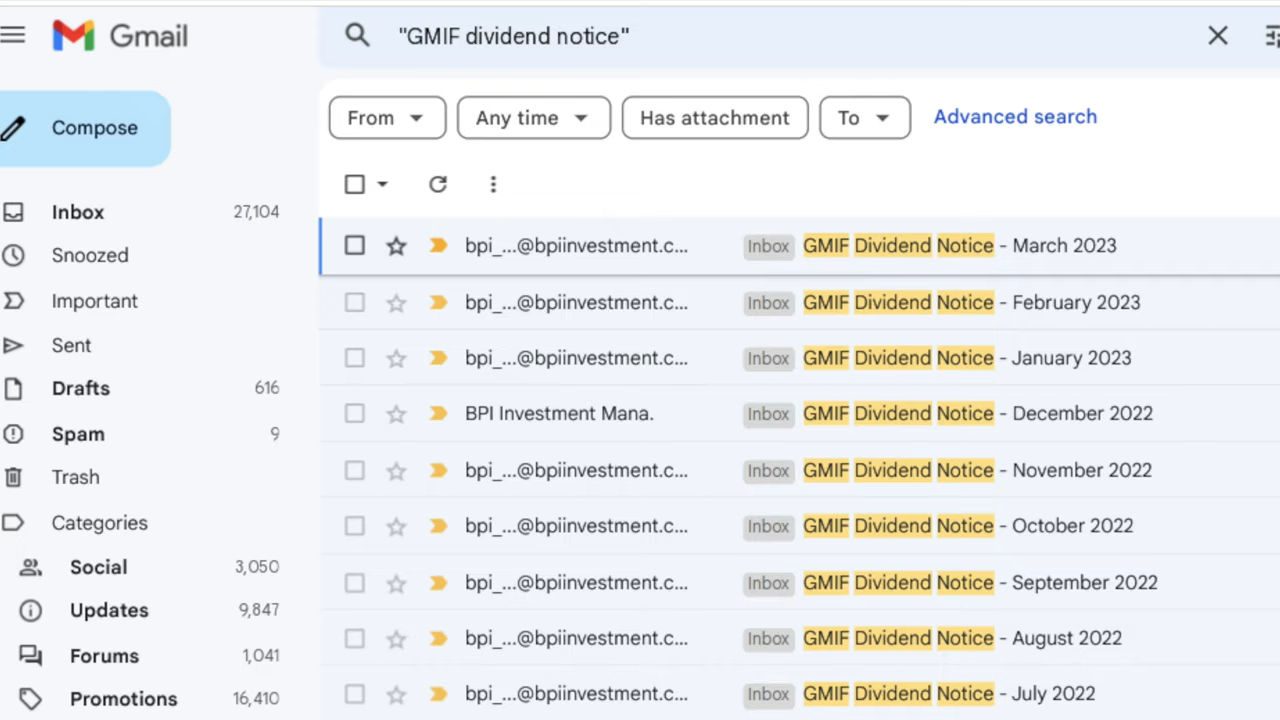 Gmail
"GMIF dividend notice"
Compose
From
Any time
Has attachment
To
Advanced search
Inbox 27,104
Snoozed
Important
Sent
Drafts 616
Spam 9
Trash
Categories
Social 3,050
Updates 9,847
Forums 1,041
Promotions 16,410
bpi_...@bpiinvestment.c... Inbox GMIF Dividend Notice - March 2023
bpi_...@bpiinvestment.c... Inbox GMIF Dividend Notice - February 2023
bpi_...@bpiinvestment.c... Inbox GMIF Dividend Notice - January 2023
BPI Investment Mana. Inbox GMIF Dividend Notice - December 2022
bpi_...@bpiinvestment.c... Inbox GMIF Dividend Notice - November 2022
bpi_...@bpiinvestment.c... Inbox GMIF Dividend Notice - October 2022
bpi_...@bpiinvestment.c... Inbox GMIF Dividend Notice - September 2022
bpi_...@bpiinvestment.c... Inbox GMIF Dividend Notice - August 2022
bpi_...@bpiinvestment.c... Inbox GMIF Dividend Notice - July 2022